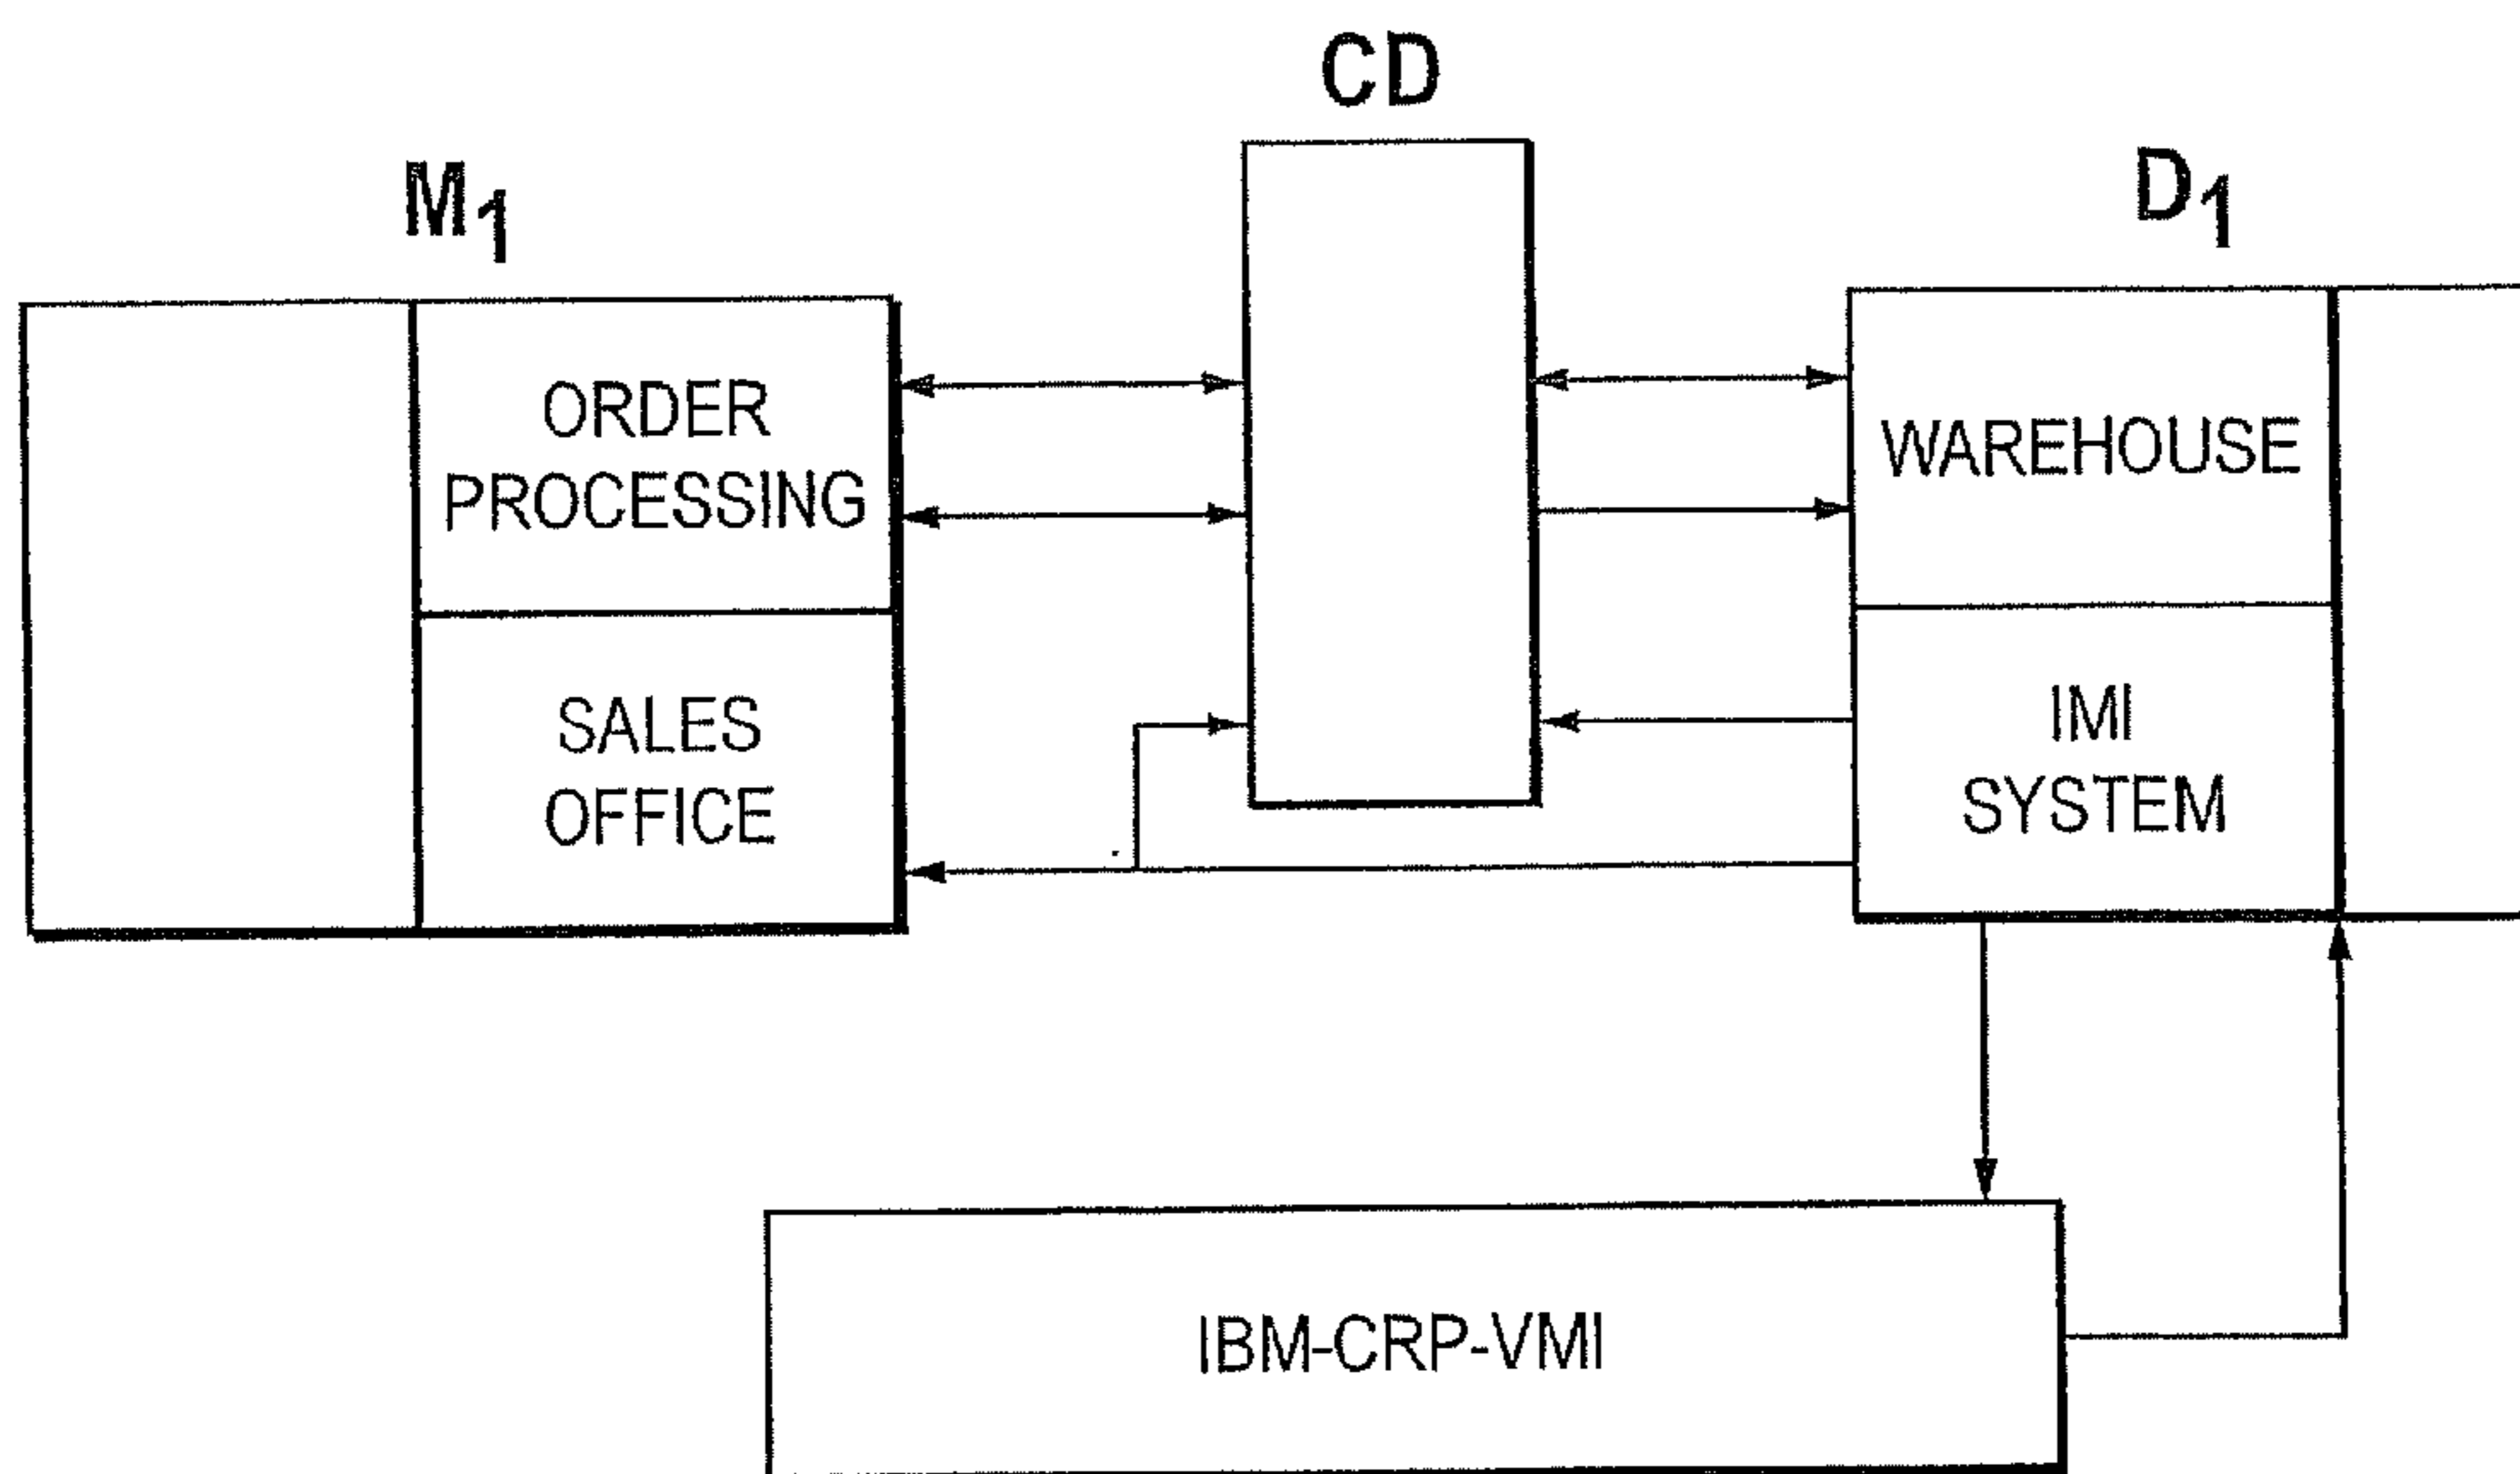 CD
M1
D1
ORDER
PROCESSING
WAREHOUSE
SALES
OFFICE
IMI
SYSTEM
IBM-CRP-VMI